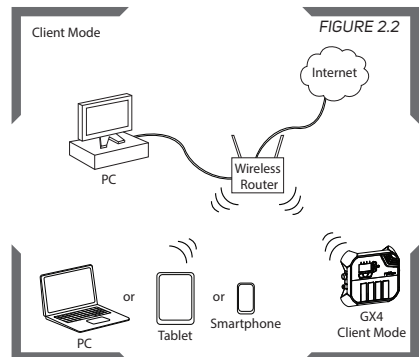 Client Mode
FIGURE 2.2
Internet
PC
Wireless
Router
or
or
PC
Tablet
Smartphone
GX4
Client Mode